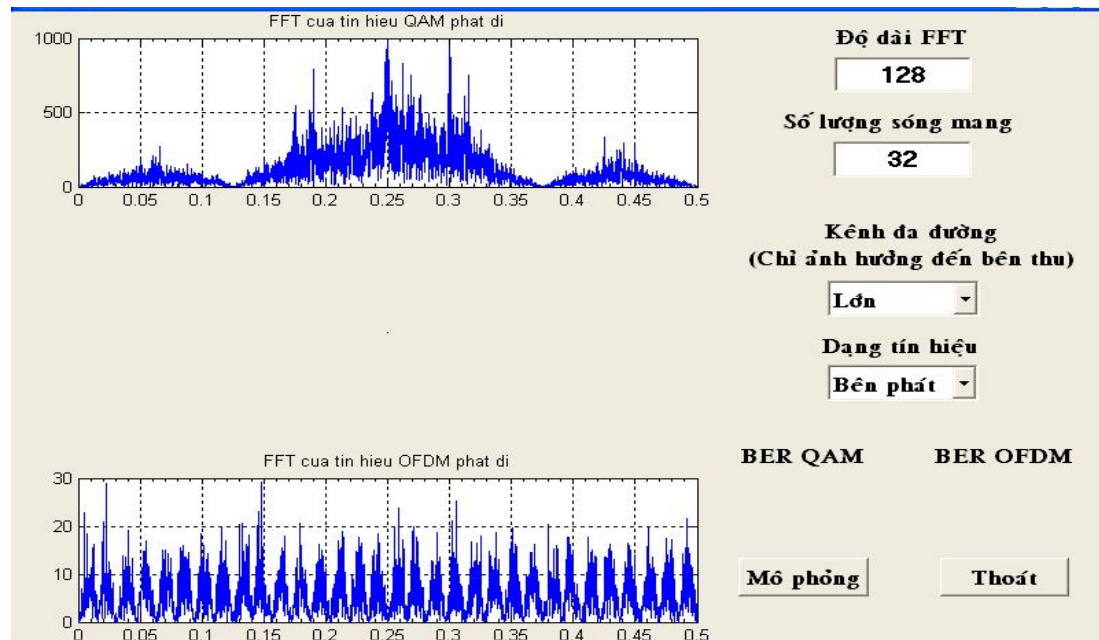 FFT cua tin hieu QAM phat di
1000
500
0
0 0.05 0.1 0.15 0.2 0.25 0.3 0.35 0.4 0.45 0.5
Độ dài FFT
128
Số lượng sóng mang
32
Kênh đa đường
(Chỉ ảnh hưởng đến bên thu)
Lớn
Dạng tín hiệu
Bên phát
FFT cua tin hieu OFDM phat di
30
20
10
0
0 0.05 0.1 0.15 0.2 0.25 0.3 0.35 0.4 0.45 0.5
BER QAM BER OFDM
Mô phỏng Thoát